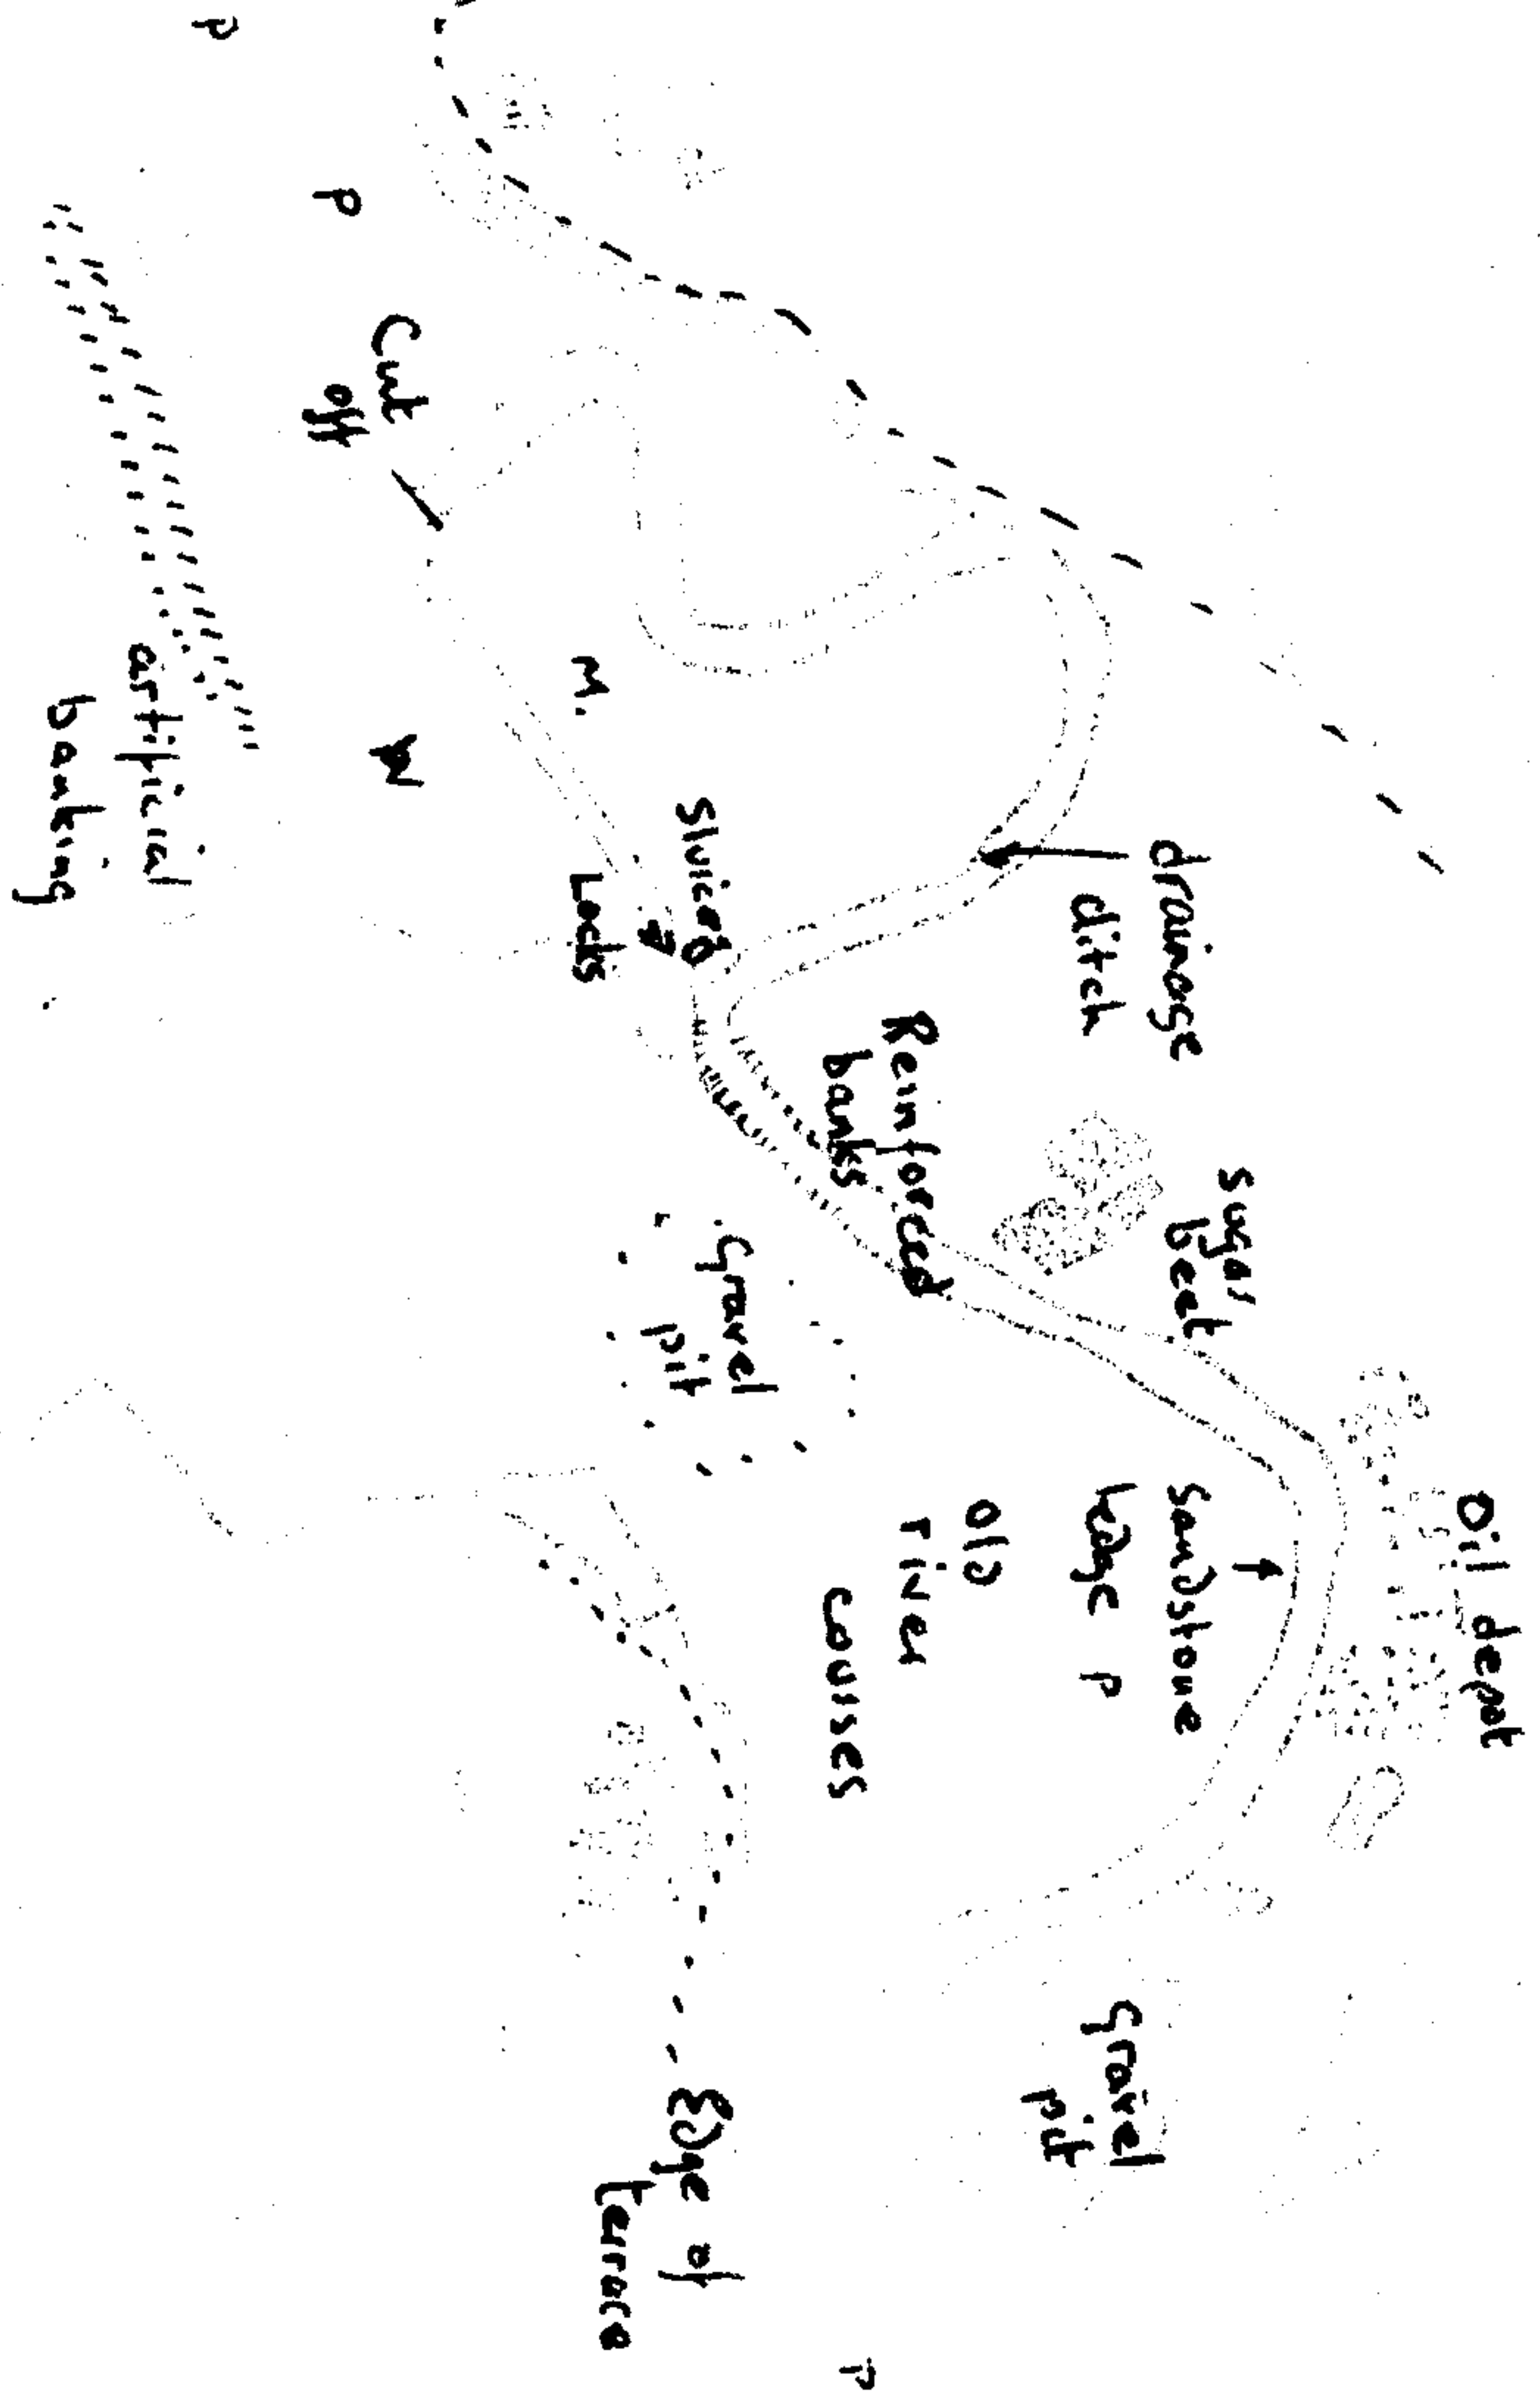 Oil depot
sugar
beet
drainage
ditch
Sandstone
ledge P
Gravel
pit
Reinforced
banks
old
river
courses
Sluice
Locks
Gravel
pit
M.
W
Cut
off
P
P
Edge of
terrace
artificial
banking